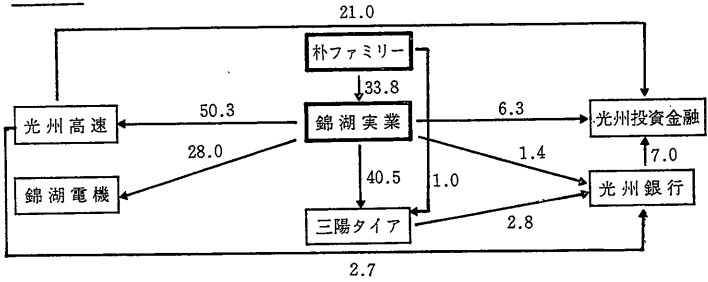 21.0
朴ファミリー
33.8
光州高速
50.3
錦湖実業
6.3
光州投資金融
28.0
1.4
7.0
錦湖電機
40.5
1.0
光州銀行
三陽タイア
2.8
2.7